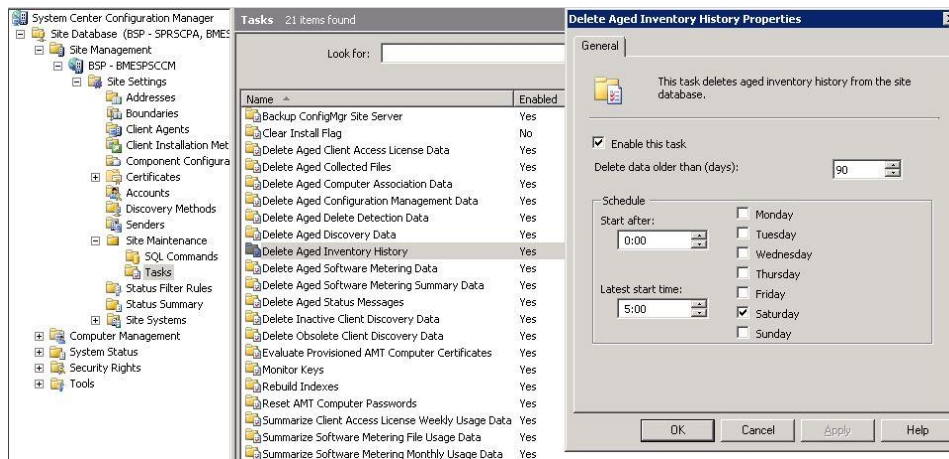 System Center Configuration Manager
Site Database (BSP - SPRSCPA, BMES
Site Management
BSP - BMESPSCCM
Site Settings
Addresses
Boundaries
Client Agents
Client Installation Met
Component Configura
Certificates
Accounts
Discovery Methods
Senders
Site Maintenance
SQL Commands
Tasks
Status Filter Rules
Status Summary
Site Systems
Computer Management
System Status
Security Rights
Tools
Tasks 21 items found
Look for:
Name Enabled
Backup ConfigMgr Site Server Yes
Clear Install Flag No
Delete Aged Client Access License Data Yes
Delete Aged Collected Files Yes
Delete Aged Computer Association Data Yes
Delete Aged Configuration Management Data Yes
Delete Aged Delete Detection Data Yes
Delete Aged Discovery Data Yes
Delete Aged Inventory History Yes
Delete Aged Software Metering Data Yes
Delete Aged Software Metering Summary Data Yes
Delete Aged Status Messages Yes
Delete Inactive Client Discovery Data Yes
Delete Obsolete Client Discovery Data Yes
Evaluate Provisioned AMT Computer Certificates Yes
Monitor Keys Yes
Rebuild Indexes Yes
Reset AMT Computer Passwords Yes
Summarize Client Access License Weekly Usage Data Yes
Summarize Software Metering File Usage Data Yes
Summarize Software Metering Monthly Usage Data Yes
Delete Aged Inventory History Properties
General
This task deletes aged inventory history from the site
database.
Enable this task
Delete data older than (days): 90
Schedule
Start after:
0:00
Latest start time:
5:00
Monday
Tuesday
Wednesday
Thursday
Friday
Saturday
Sunday
OK Cancel Apply Help